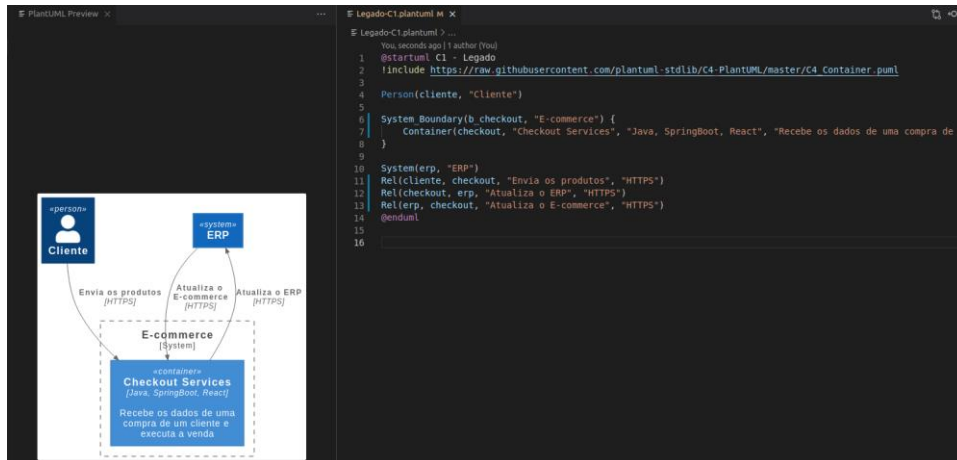 PlantUML Preview
«person»
Cliente
«system»
ERP
Envia os produtos
[HTTPS]
Atualiza o
E-commerce
[HTTPS]
Atualiza o ERP
[HTTPS]
E-commerce
[System]
«container»
Checkout Services
[Java, SpringBoot, React]
Recebe os dados de uma
compra de um cliente e
executa a venda
Legado-C1.plantuml M
Legado-C1.plantuml > ...
You, seconds ago | 1 author (You)
1 @startuml C1 - Legado
2 !include https://raw.githubusercontent.com/plantuml-stdlib/C4-PlantUML/master/C4_Container.puml
3
4 Person(cliente, "Cliente")
5
6 System_Boundary(b_checkout, "E-commerce") {
7 Container(checkout, "Checkout Services", "Java, SpringBoot, React", "Recebe os dados de uma compra de
8 }
9
10 System(erp, "ERP")
11 Rel(cliente, checkout, "Envia os produtos", "HTTPS")
12 Rel(checkout, erp, "Atualiza o ERP", "HTTPS")
13 Rel(erp, checkout, "Atualiza o E-commerce", "HTTPS")
14 @enduml
15
16